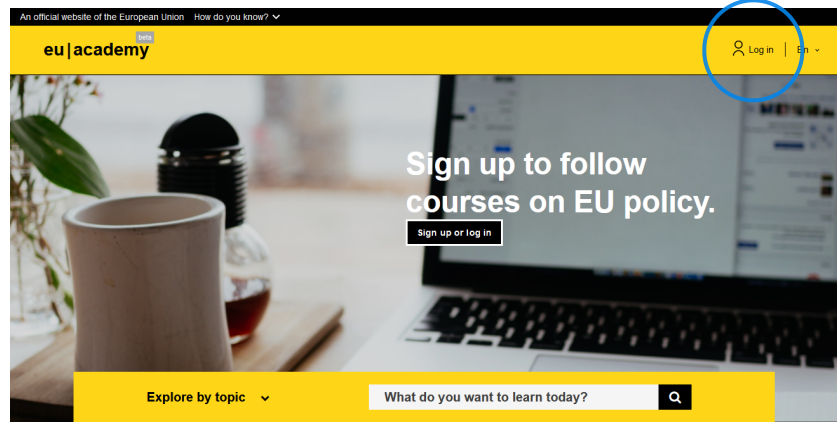 An official website of the European Union How do you know?
beta
eu|academy
Log in
En
Sign up to follow
courses on EU policy.
Sign up or log in
Explore by topic
What do you want to learn today?